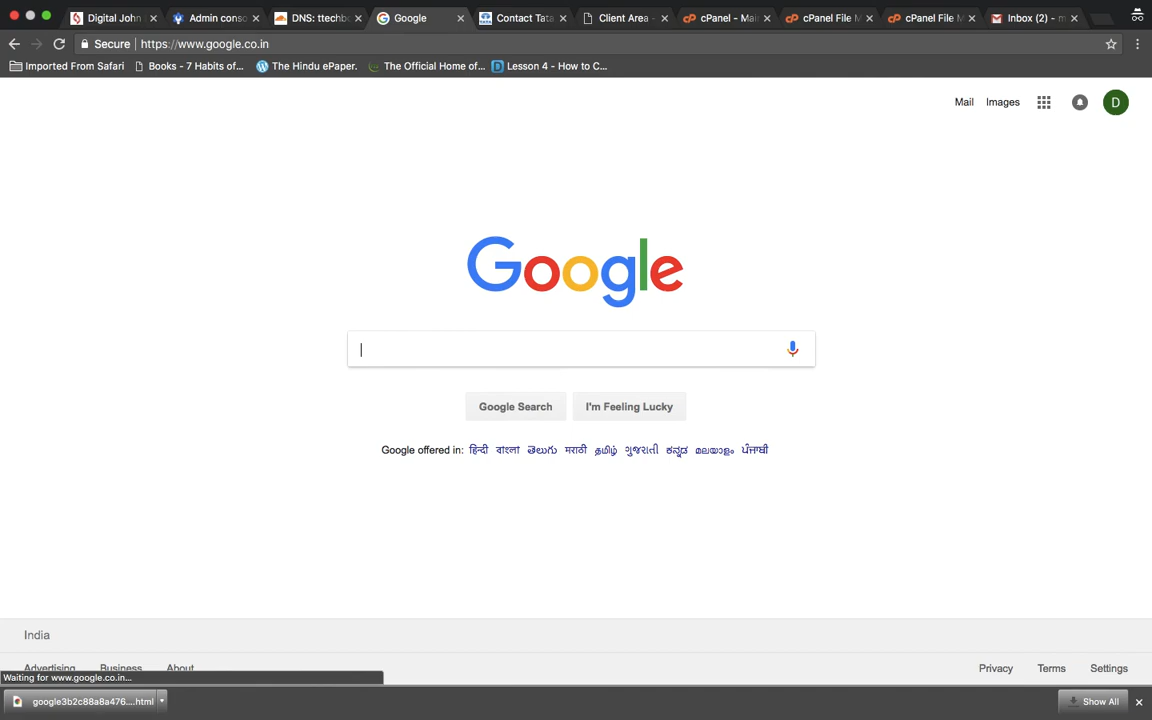 Digital John Admin conso DNS: ttechb Google Contact Tata Client Area - cPanel - Mai cPanel File M cPanel File M Inbox (2) - m
Secure https://www.google.co.in
Imported From Safari Books - 7 Habits of... The Hindu ePaper. The Official Home of... Lesson 4 - How to C...
Mail Images D
Google
Google Search I'm Feeling Lucky
Google offered in: हिन्दी বাংলা తెలుగు मराठी தமிழ் ગુજરાતી ಕನ್ನಡ മലയാളം ਪੰਜਾਬੀ
India
Advertising Business About Privacy Terms Settings
Waiting for www.google.co.in...
google3b2c88a8a476....html Show All